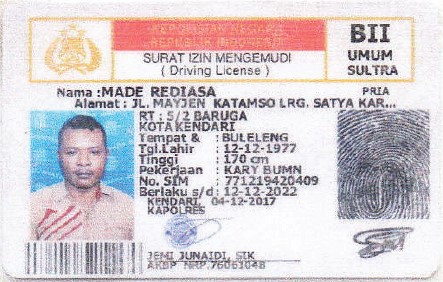 KEPOLISIAN NEGARA
REPUBLIK INDONESIA
SURAT IZIN MENGEMUDI
( Driving License )
BII
UMUM
SULTRA
Nama : MADE REDIASA
PRIA
Alamat : JL. MAYJEN KATAMSO LRG. SATYA KAR...
RT : 5/2 BARUGA
KOTA KENDARI
Tempat & : BULELENG
Tgl.Lahir : 12-12-1977
Tinggi : 170 cm
Pekerjaan : KARY BUMN
No. SIM : 771219420409
Berlaku s/d : 12-12-2022
KENDARI, 04-12-2017
KAPOLRES
JEMI JUNAIDI, SIK
AKBP NRP.76061048